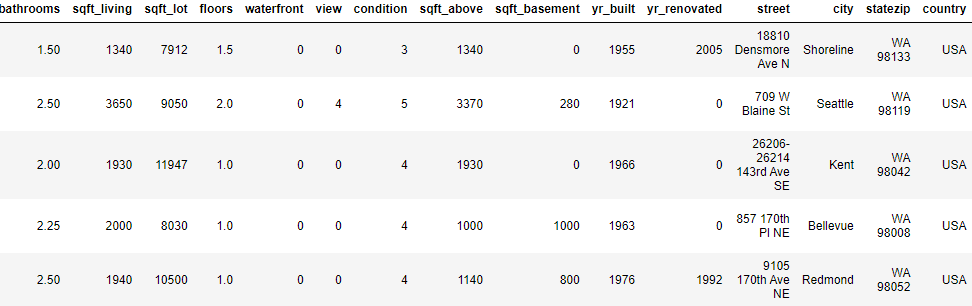 bathrooms sqft_living sqft_lot floors waterfront view condition sqft_above sqft_basement yr_built yr_renovated street city statezip country
1.50 1340 7912 1.5 0 0 3 1340 0 1955 2005 18810 Densmore Ave N Shoreline WA 98133 USA
2.50 3650 9050 2.0 0 4 5 3370 280 1921 0 709 W Blaine St Seattle WA 98119 USA
2.00 1930 11947 1.0 0 0 4 1930 0 1966 0 26206-26214 143rd Ave SE Kent WA 98042 USA
2.25 2000 8030 1.0 0 0 4 1000 1000 1963 0 857 170th Pl NE Bellevue WA 98008 USA
2.50 1940 10500 1.0 0 0 4 1140 800 1976 1992 9105 170th Ave NE Redmond WA 98052 USA